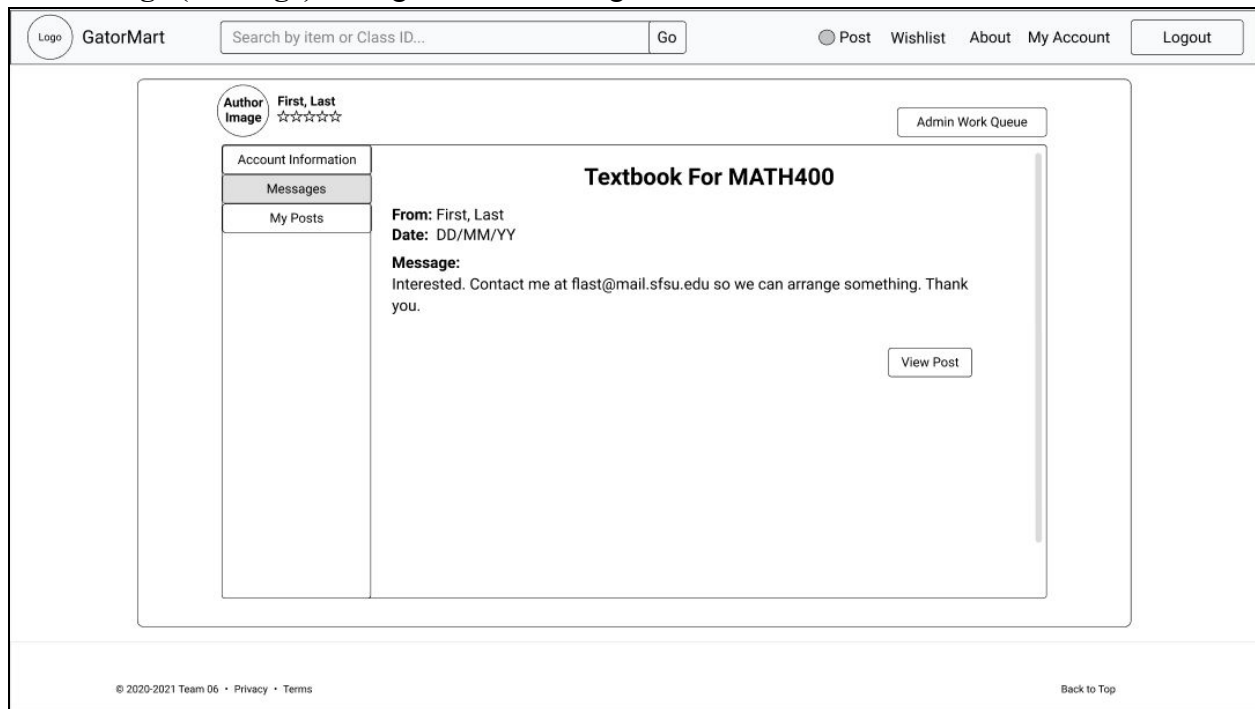 Logo GatorMart Search by item or Class ID... Go Post Wishlist About My Account Logout
Author Image
First, Last
☆☆☆☆☆
Admin Work Queue
Account Information
Messages
My Posts
Textbook For MATH400
From: First, Last
Date: DD/MM/YY
Message:
Interested. Contact me at flast@mail.sfsu.edu so we can arrange something. Thank
you.
View Post
© 2020-2021 Team 06 · Privacy · Terms
Back to Top